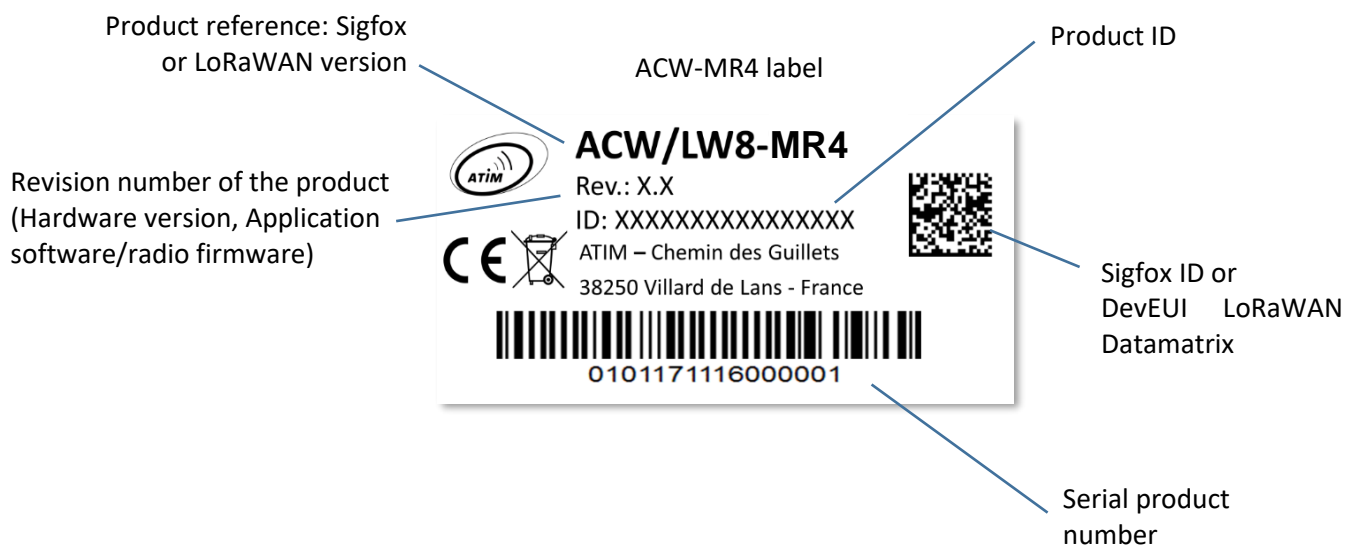 Product reference: Sigfox
or LoRaWAN version
ACW-MR4 label
Product ID
Revision number of the product
(Hardware version, Application
software/radio firmware)
ATIM
ACW/LW8-MR4
Rev.: X.X
ID: XXXXXXXXXXXXXXXX
ATIM – Chemin des Guillets
38250 Villard de Lans - France
CE
0101171116000001
Sigfox ID or
DevEUI LoRaWAN
Datamatrix
Serial product
number